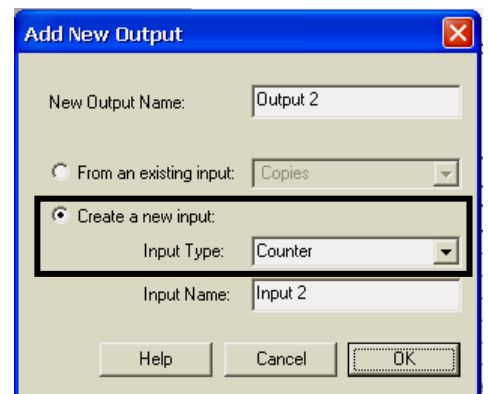 Add New Output
New Output Name: Output 2
From an existing input: Copies
Create a new input:
Input Type: Counter
Input Name: Input 2
Help Cancel OK